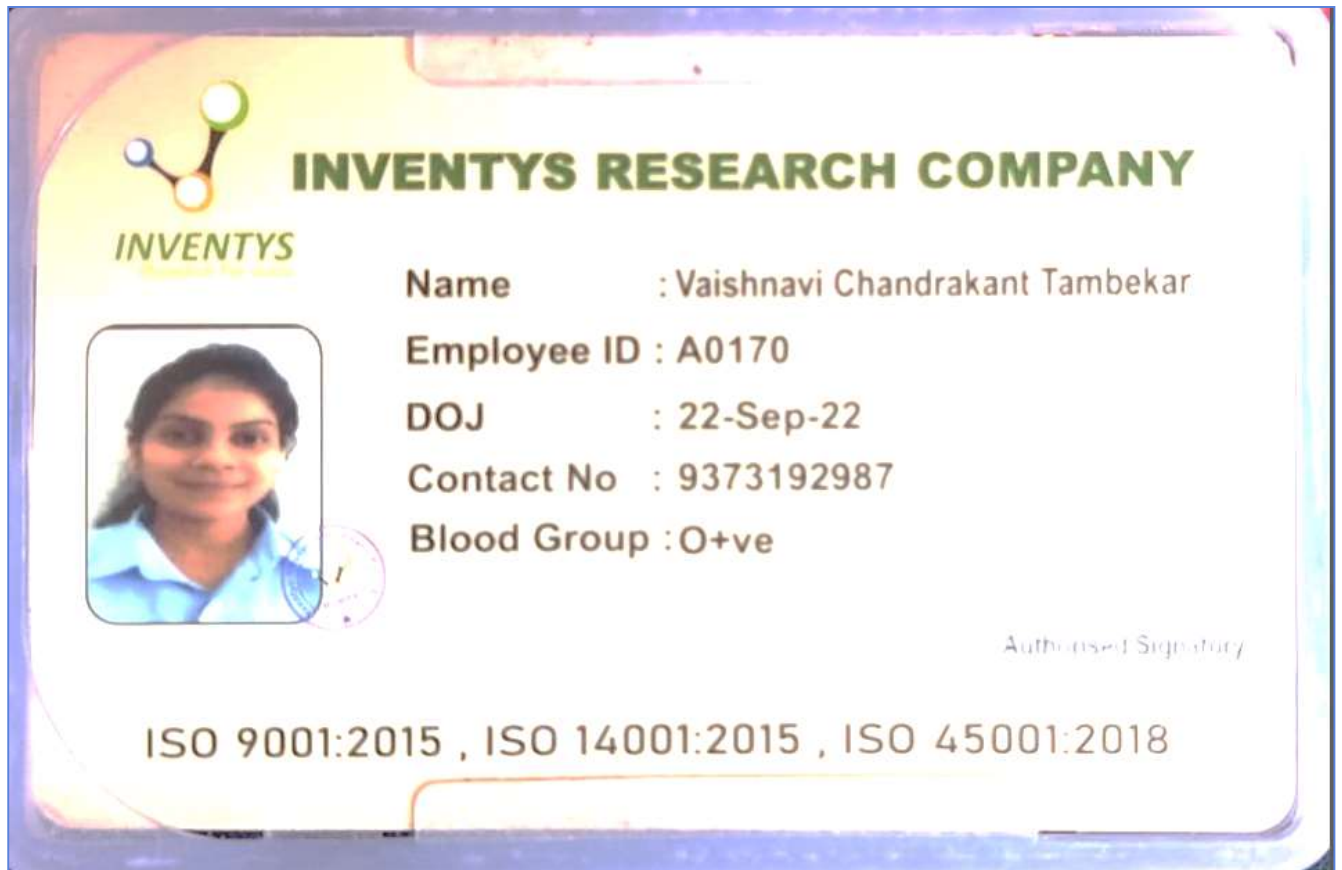 INVENTYS RESEARCH COMPANY
INVENTYS
Name : Vaishnavi Chandrakant Tambekar
Employee ID : A0170
DOJ : 22-Sep-22
Contact No : 9373192987
Blood Group : O+ve
Authorised Signatory
ISO 9001:2015 , ISO 14001:2015 , ISO 45001:2018